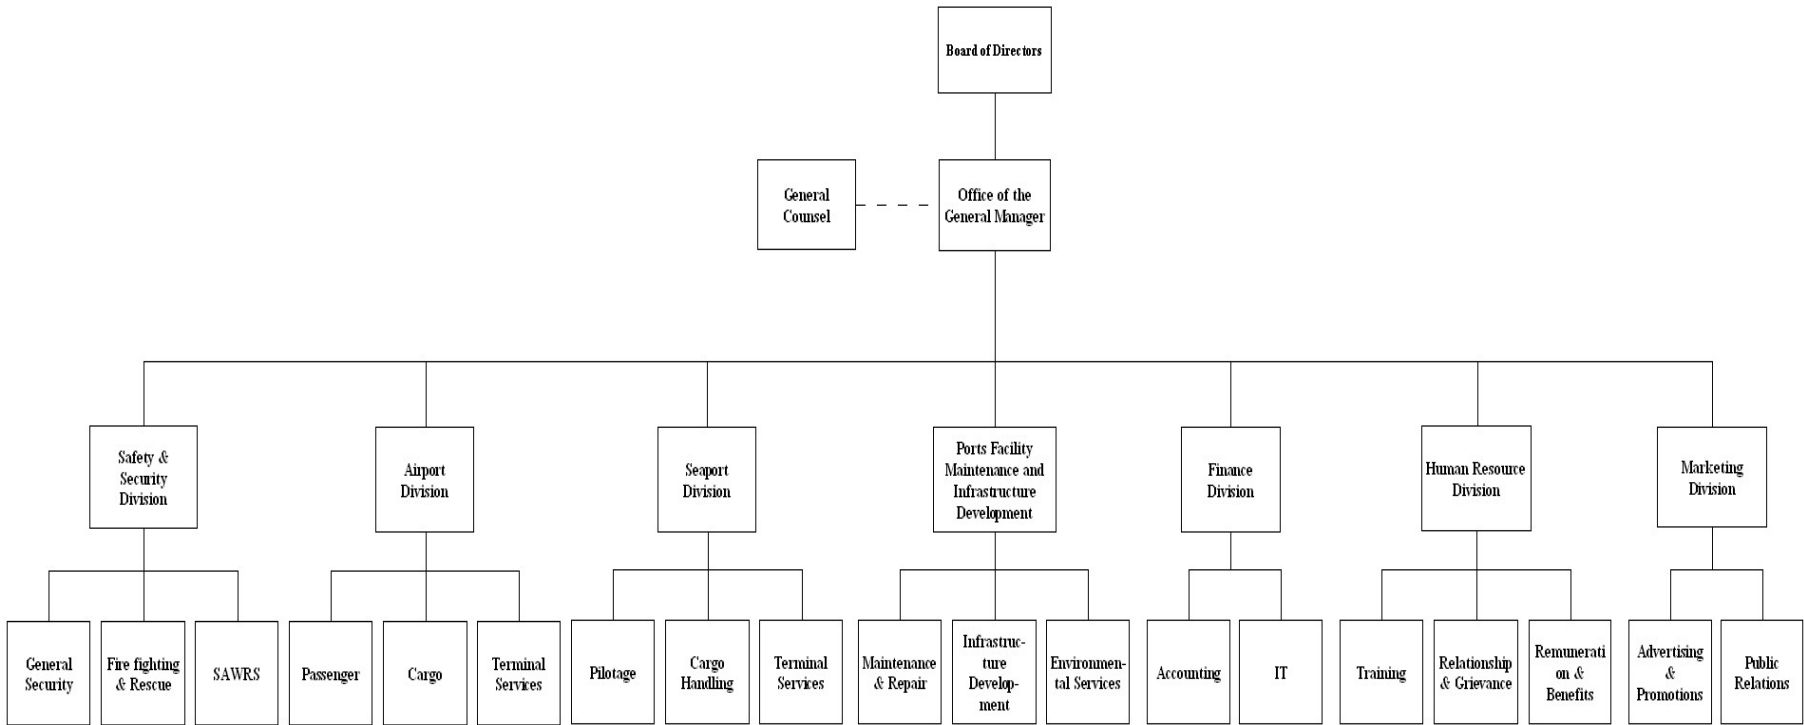 Board of Directors
General
Counsel
Office of the
General Manager
Safety &
Security
Division
Airport
Division
Seaport
Division
Ports Facility
Maintenance and
Infrastructure
Development
Finance
Division
Human Resource
Division
Marketing
Division
General
Security
Fire fighting
& Rescue
SAWRS
Passenger
Cargo
Terminal
Services
Pilotage
Cargo
Handling
Terminal
Services
Maintenance
& Repair
Infrastruc-
ture
Develop-
ment
Environmen-
tal Services
Accounting
IT
Training
Relationship
& Grievance
Remunerati
on &
Benefits
Advertising
&
Promotions
Public
Relations